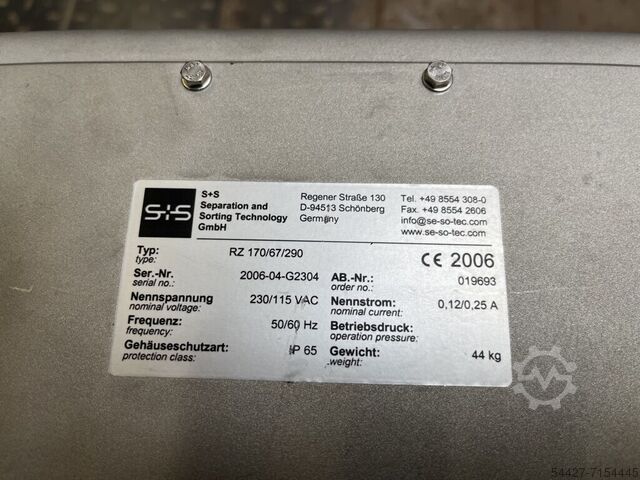 S+S
S+S
Separation and
Sorting Technology
GmbH
Regener Straße 130
D-94513 Schönberg
Germany
Tel. +49 8554 308-0
Fax. +49 8554 2606
info@se-so-tec.com
www.se-so-tec.com
Typ: RZ 170/67/290
type:
CE 2006
Ser.-Nr. 2006-04-G2304
serial no.:
AB.-Nr.: 019693
order no.:
Nennspannung 230/115 VAC
nominal voltage:
Nennstrom: 0,12/0,25 A
nominal current:
Frequenz: 50/60 Hz
frequency:
Betriebsdruck:
operation pressure:
Gehäuseschutzart: IP 65
protection class:
Gewicht: 44 kg
weight:
54427-7154445